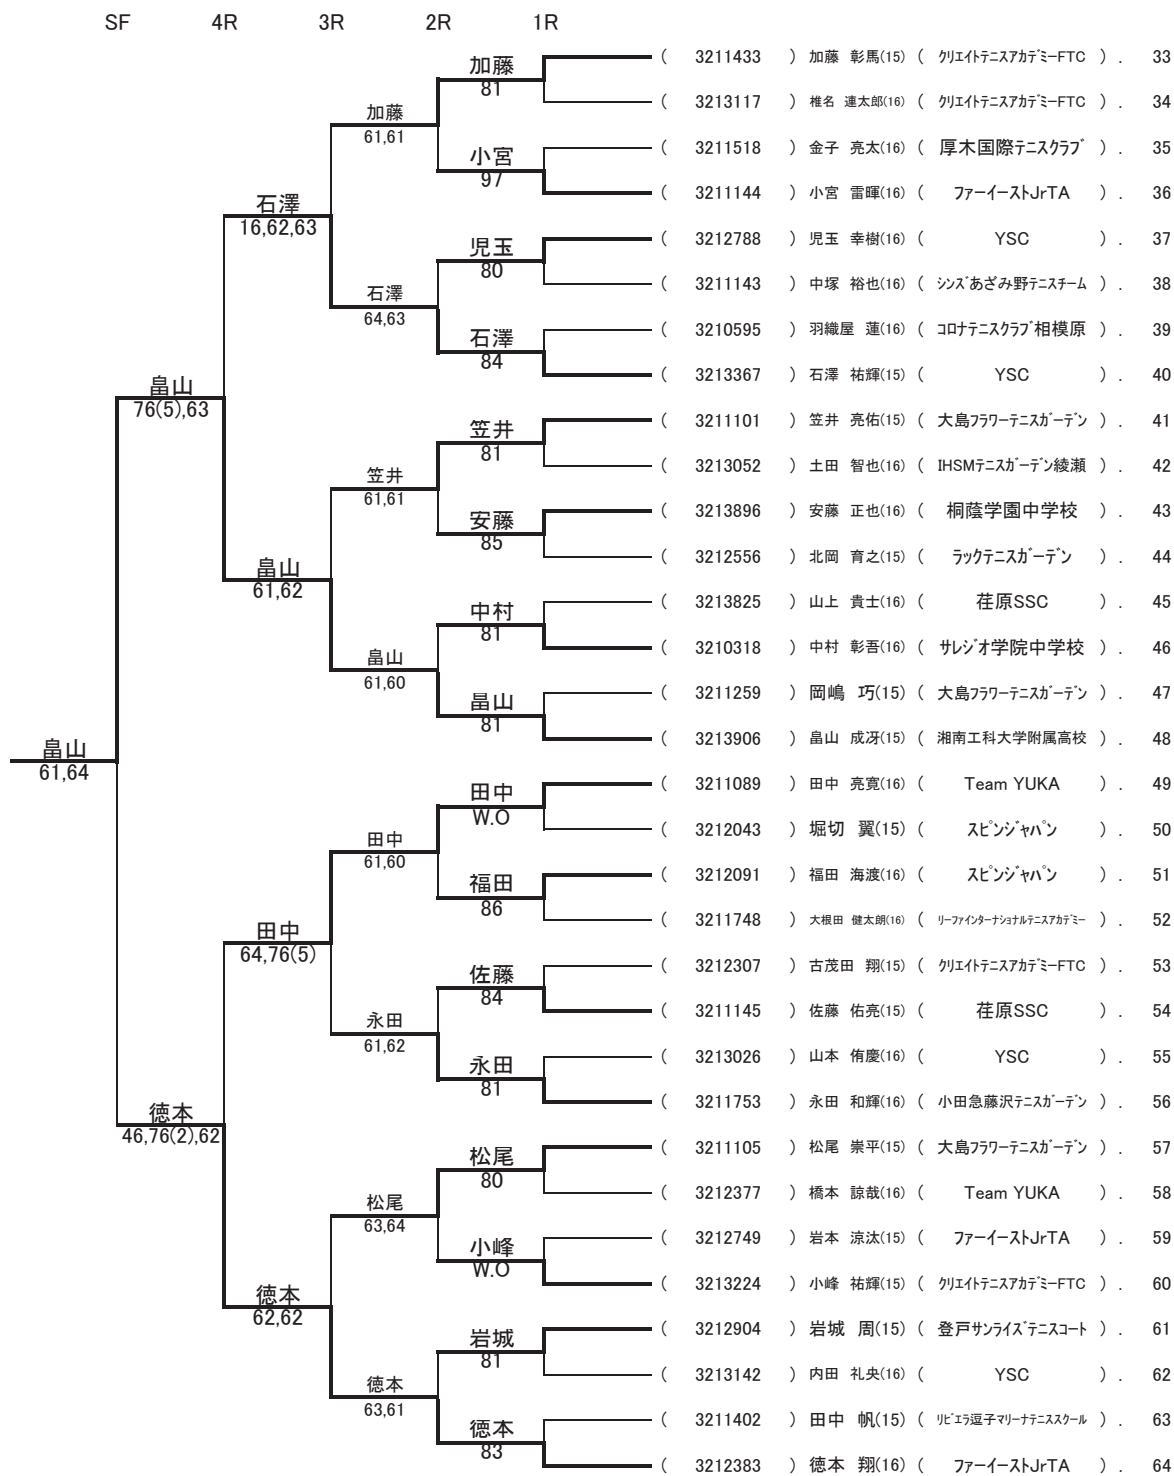 SF 4R 3R 2R 1R
( 3211433 ) 加藤 彰馬(15) ( クリエイトテニスアカデミーFTC ) . 33
加藤
81
( 3213117 ) 椎名 連太郎(16) ( クリエイトテニスアカデミーFTC ) . 34
加藤
61,61
( 3211518 ) 金子 亮太(16) ( 厚木国際テニスクラブ ) . 35
小宮
97
( 3211144 ) 小宮 雷暉(16) ( ファーイーストJrTA ) . 36
石澤
16,62,63
( 3212788 ) 児玉 幸樹(16) ( YSC ) . 37
児玉
80
( 3211143 ) 中塚 裕也(16) ( シンズあざみ野テニスチーム ) . 38
石澤
64,63
( 3210595 ) 羽織屋 蓮(16) ( コロナテニスクラブ相模原 ) . 39
石澤
84
( 3213367 ) 石澤 祐輝(15) ( YSC ) . 40
畠山
76(5),63
( 3211101 ) 笠井 亮佑(15) ( 大島フラワーテニスガーデン ) . 41
笠井
81
( 3213052 ) 土田 智也(16) ( IHSMテニスガーデン綾瀬 ) . 42
笠井
61,61
( 3213896 ) 安藤 正也(16) ( 桐蔭学園中学校 ) . 43
安藤
85
( 3212556 ) 北岡 育之(15) ( ラックテニスガーデン ) . 44
畠山
61,62
( 3213825 ) 山上 貴士(16) ( 荏原SSC ) . 45
中村
81
( 3210318 ) 中村 彰吾(16) ( サレジオ学院中学校 ) . 46
畠山
61,60
( 3211259 ) 岡嶋 巧(15) ( 大島フラワーテニスガーデン ) . 47
畠山
81
( 3213906 ) 畠山 成冴(15) ( 湘南工科大学附属高校 ) . 48
畠山
61,64
( 3211089 ) 田中 亮寛(16) ( Team YUKA ) . 49
田中
W.O
( 3212043 ) 堀切 翼(15) ( スピンジャパン ) . 50
田中
61,60
( 3212091 ) 福田 海渡(16) ( スピンジャパン ) . 51
福田
86
( 3211748 ) 大根田 健太朗(16) ( リーファインターナショナルテニスアカデミー ) . 52
田中
64,76(5)
( 3212307 ) 古茂田 翔(15) ( クリエイトテニスアカデミーFTC ) . 53
佐藤
84
( 3211145 ) 佐藤 佑亮(15) ( 荏原SSC ) . 54
永田
61,62
( 3213026 ) 山本 侑慶(16) ( YSC ) . 55
永田
81
( 3211753 ) 永田 和輝(16) ( 小田急藤沢テニスガーデン ) . 56
徳本
46,76(2),62
( 3211105 ) 松尾 崇平(15) ( 大島フラワーテニスガーデン ) . 57
松尾
80
( 3212377 ) 橋本 諒哉(16) ( Team YUKA ) . 58
松尾
63,64
( 3212749 ) 岩本 涼汰(15) ( ファーイーストJrTA ) . 59
小峰
W.O
( 3213224 ) 小峰 祐輝(15) ( クリエイトテニスアカデミーFTC ) . 60
徳本
62,62
( 3212904 ) 岩城 周(15) ( 登戸サンライズテニスコート ) . 61
岩城
81
( 3213142 ) 内田 礼央(16) ( YSC ) . 62
徳本
63,61
( 3211402 ) 田中 帆(15) ( リビエラ逗子マリーナテニススクール ) . 63
徳本
83
( 3212383 ) 徳本 翔(16) ( ファーイーストJrTA ) . 64